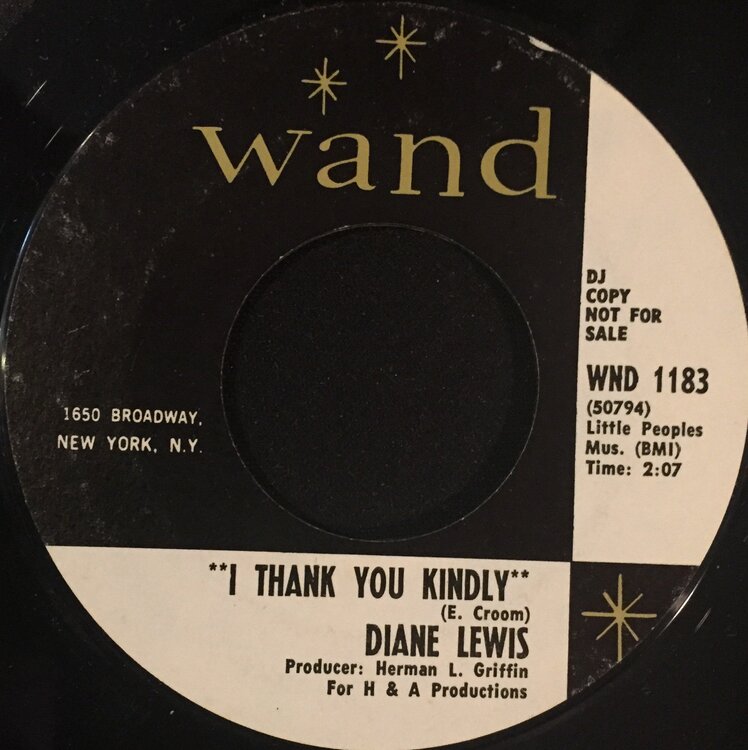 wand
DJ
COPY
NOT FOR
SALE
WND 1183
(50794)
Little Peoples
Mus. (BMI)
Time: 2:07
1650 BROADWAY,
NEW YORK, N.Y.
**I THANK YOU KINDLY**
(E. Croom)
DIANE LEWIS
Producer: Herman L. Griffin
For H & A Productions